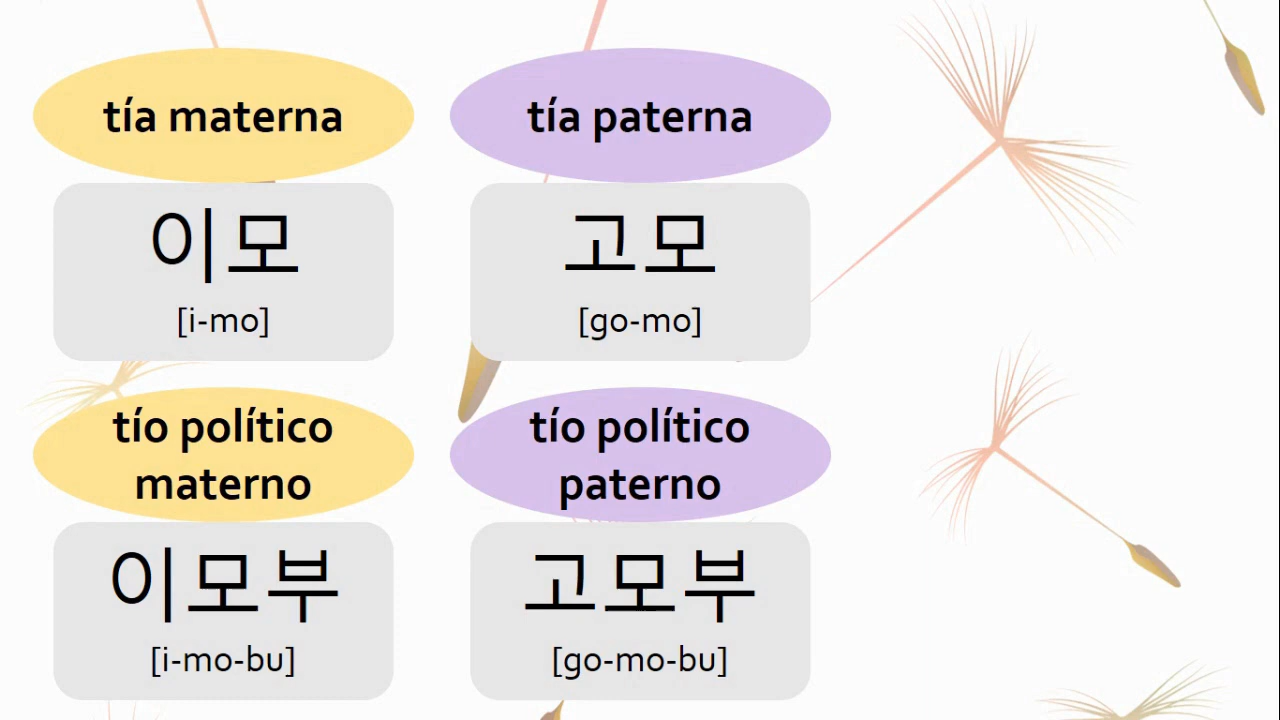 tía materna
이모
[i-mo]
tía paterna
고모
[go-mo]
tío político
materno
이모부
[i-mo-bu]
tío político
paterno
고모부
[go-mo-bu]